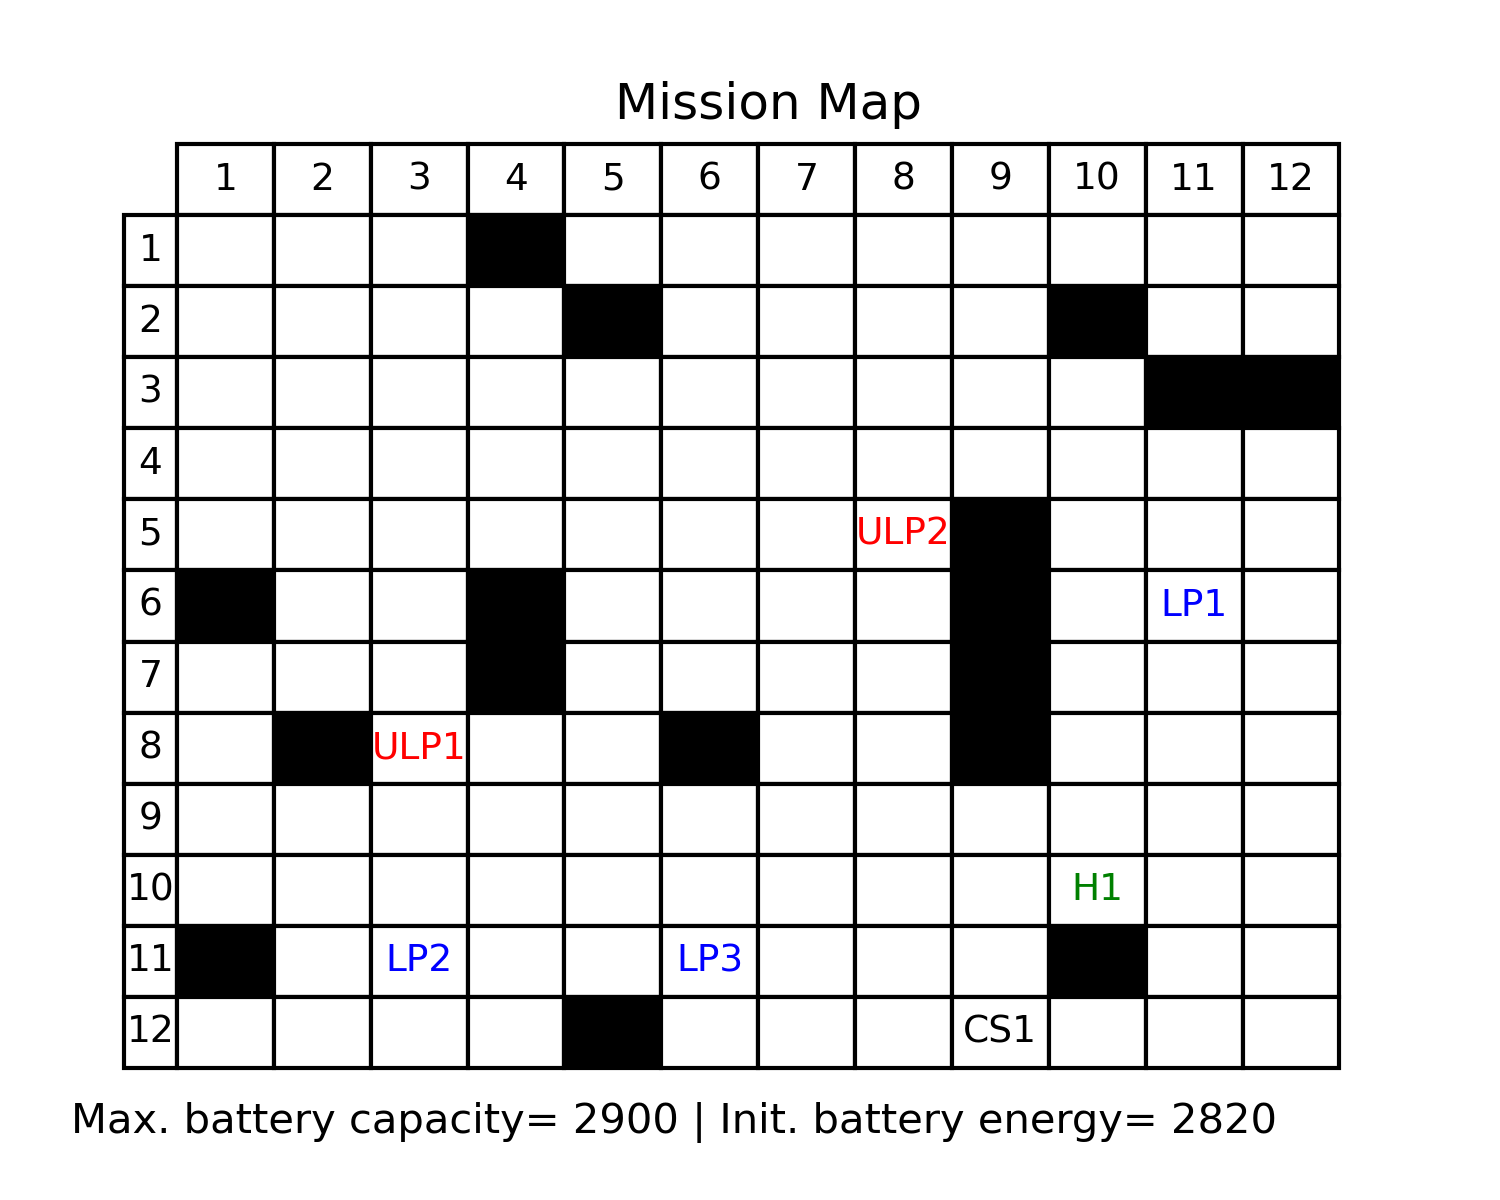 Mission Map
1 2 3 4 5 6 7 8 9 10 11 12
1
2
3
4
5 ULP2
6 LP1
7
8 ULP1
9
10 H1
11 LP2 LP3
12 CS1
Max. battery capacity= 2900 | Init. battery energy= 2820